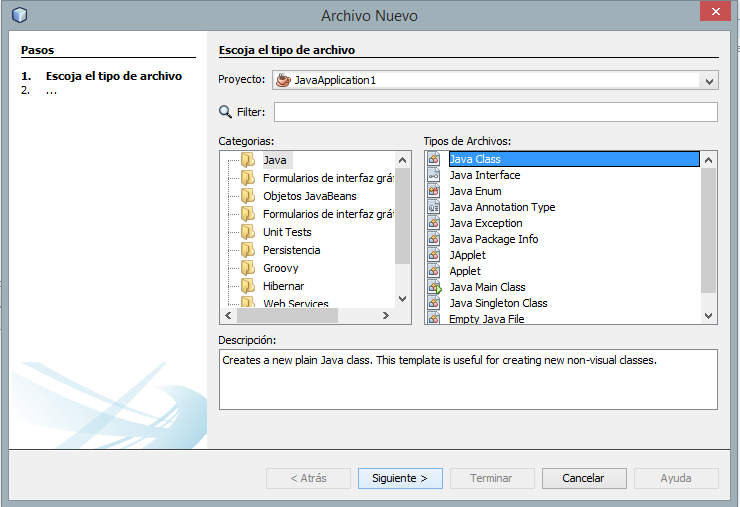 Archivo Nuevo
Pasos
1. Escoja el tipo de archivo
2. ...
Escoja el tipo de archivo
Proyecto: JavaApplication1
Filter:
Categorias:
Java
Formularios de interfaz grá
Objetos JavaBeans
Formularios de interfaz grá
Unit Tests
Persistencia
Groovy
Hibernar
Web Services
Tipos de Archivos:
Java Class
Java Interface
Java Enum
Java Annotation Type
Java Exception
Java Package Info
JApplet
Applet
Java Main Class
Java Singleton Class
Empty Java File
Descripción:
Creates a new plain Java class. This template is useful for creating new non-visual classes.
< Atrás
Siguiente >
Terminar
Cancelar
Ayuda